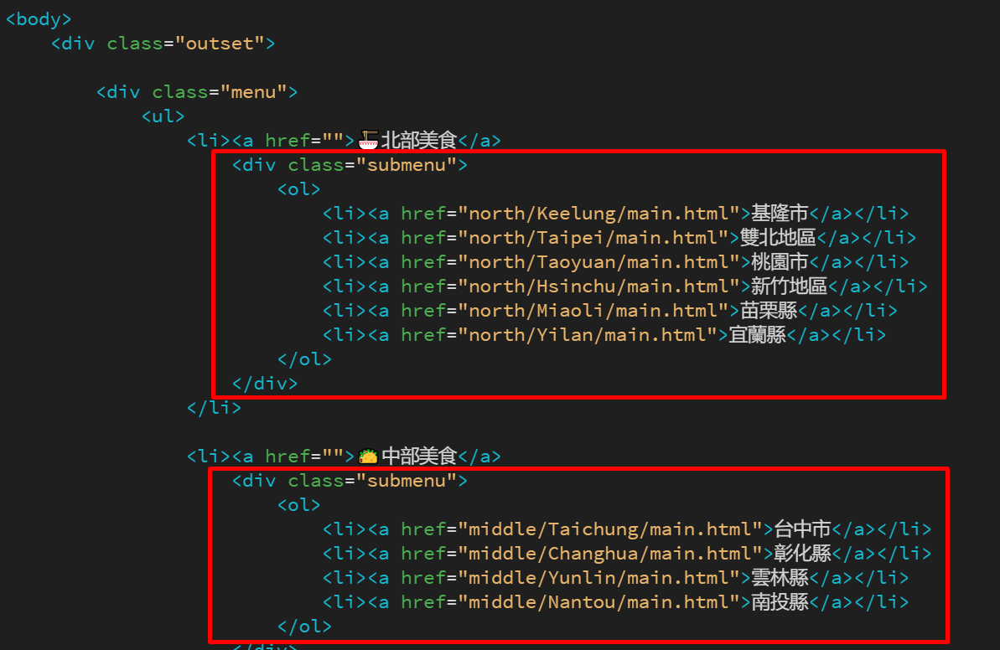 <body>
<div class="outset">
<div class="menu">
<ul>
<li><a href="">🍜北部美食</a>
<div class="submenu">
<ol>
<li><a href="north/Keelung/main.html">基隆市</a></li>
<li><a href="north/Taipei/main.html">雙北地區</a></li>
<li><a href="north/Taoyuan/main.html">桃園市</a></li>
<li><a href="north/Hsinchu/main.html">新竹地區</a></li>
<li><a href="north/Miaoli/main.html">苗栗縣</a></li>
<li><a href="north/Yilan/main.html">宜蘭縣</a></li>
</ol>
</div>
</li>
<li><a href="">🌮中部美食</a>
<div class="submenu">
<ol>
<li><a href="middle/Taichung/main.html">台中市</a></li>
<li><a href="middle/Changhua/main.html">彰化縣</a></li>
<li><a href="middle/Yunlin/main.html">雲林縣</a></li>
<li><a href="middle/Nantou/main.html">南投縣</a></li>
</ol>
</div>